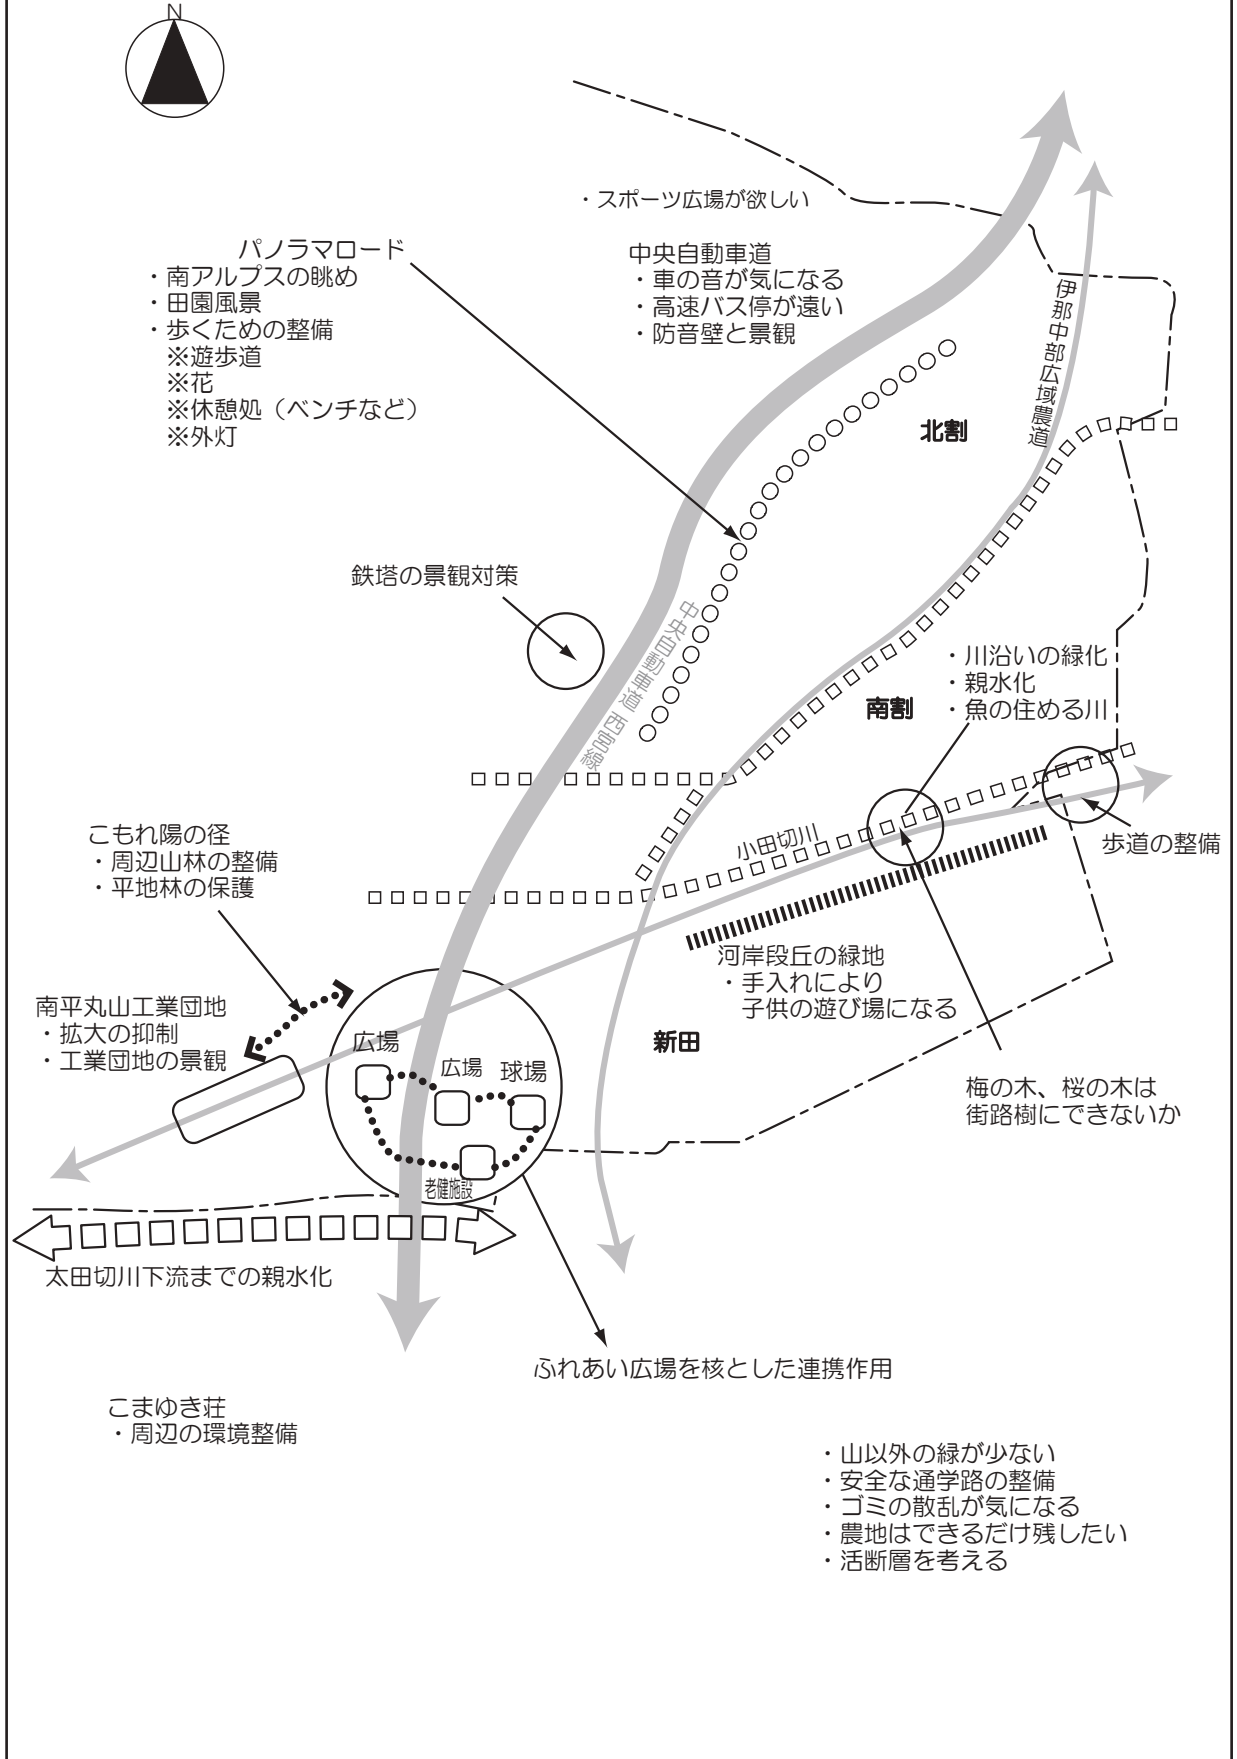 N
・スポーツ広場が欲しい
パノラマロード
・南アルプスの眺め
・田園風景
・歩くための整備
※遊歩道
※花
※休憩処（ベンチなど）
※外灯
中央自動車道
・車の音が気になる
・高速バス停が遠い
・防音壁と景観
伊那中部広域農道
北割
鉄塔の景観対策
中央自動車道 西宮線
・川沿いの緑化
・親水化
・魚の住める川
南割
こもれ陽の径
・周辺山林の整備
・平地林の保護
小田切川
歩道の整備
河岸段丘の緑地
・手入れにより
子供の遊び場になる
南平丸山工業団地
・拡大の抑制
・工業団地の景観
新田
広場
広場
球場
老健施設
梅の木、桜の木は
街路樹にできないか
太田切川下流までの親水化
ふれあい広場を核とした連携作用
こまゆき荘
・周辺の環境整備
・山以外の緑が少ない
・安全な通学路の整備
・ゴミの散乱が気になる
・農地はできるだけ残したい
・活断層を考える